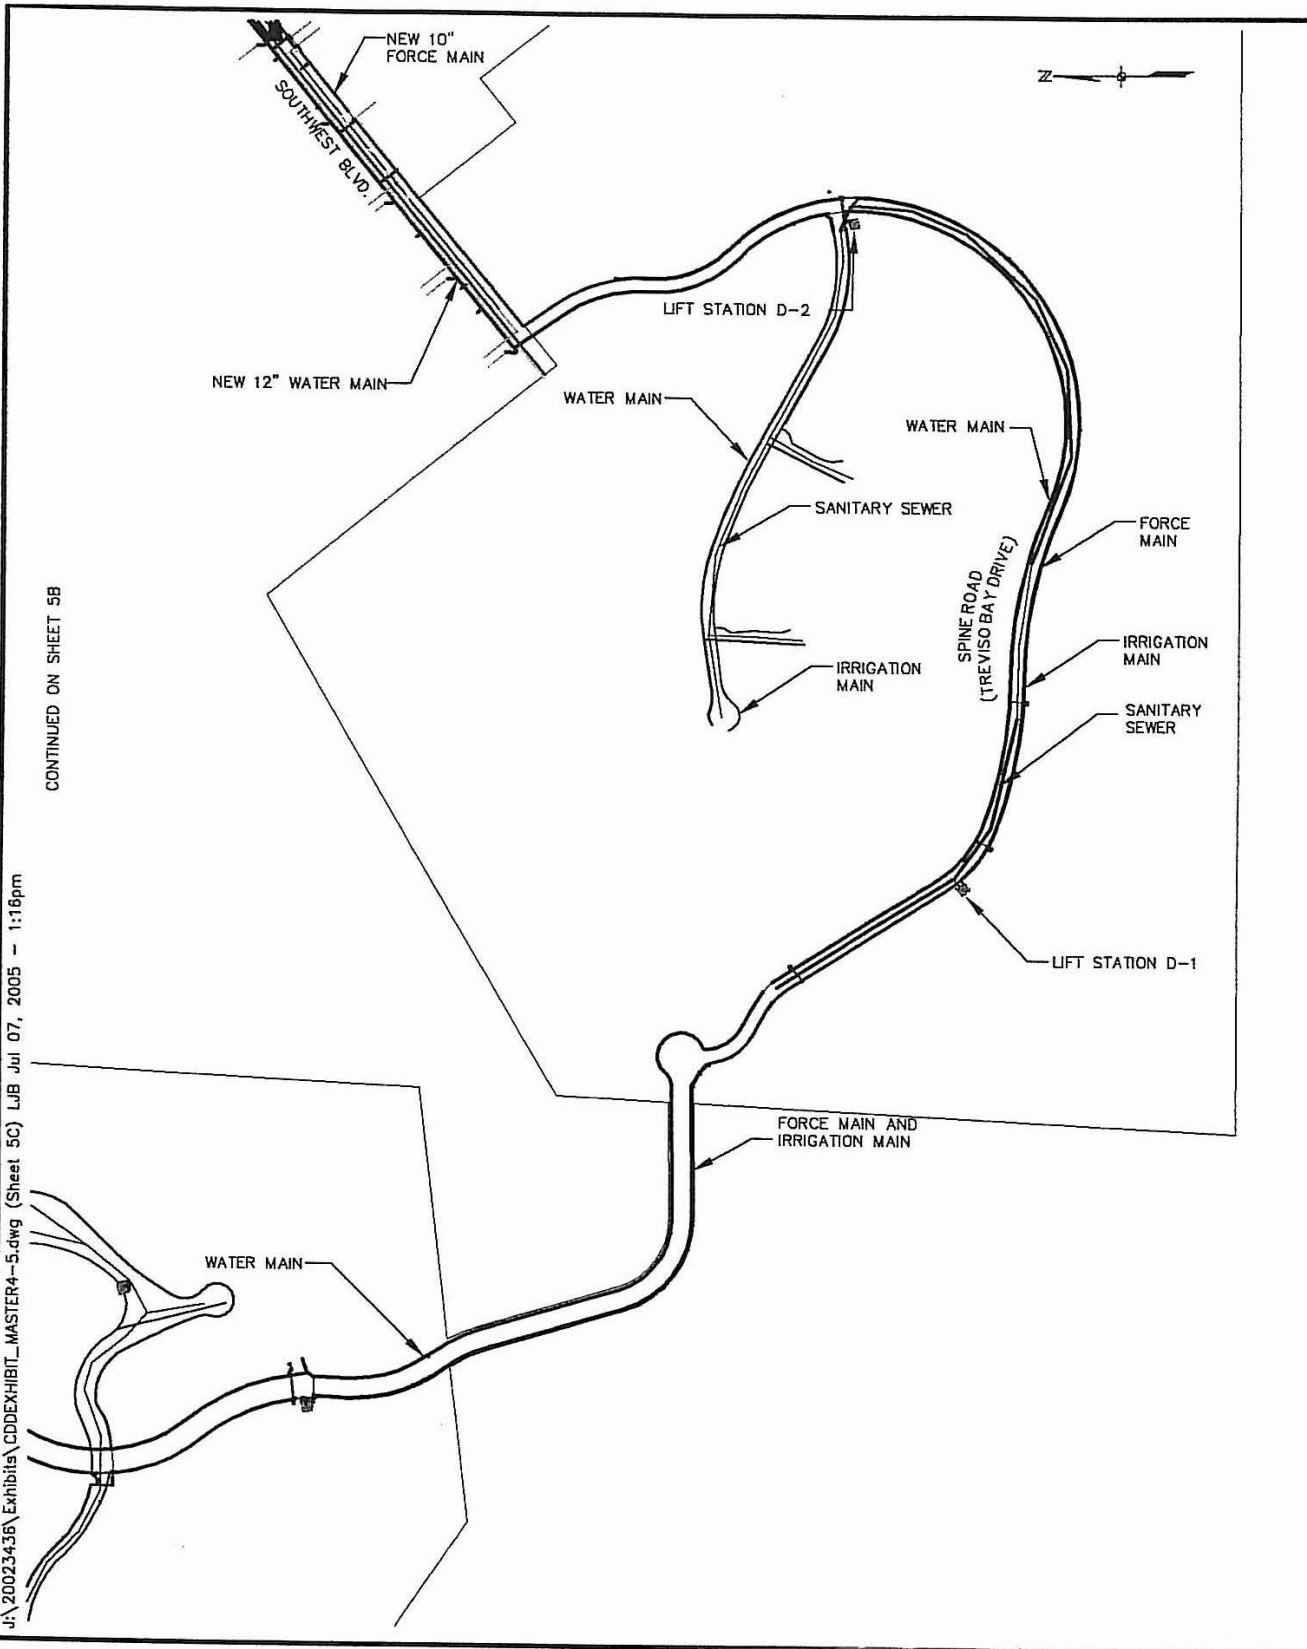 NEW 10"
FORCE MAIN
Z
SOUTHWEST BLVD.
LIFT STATION D-2
NEW 12" WATER MAIN
WATER MAIN
WATER MAIN
SANITARY SEWER
FORCE
MAIN
SPINE ROAD
(TREVISO BAY DRIVE)
CONTINUED ON SHEET 5B
IRRIGATION
MAIN
IRRIGATION
MAIN
SANITARY
SEWER
LIFT STATION D-1
FORCE MAIN AND
IRRIGATION MAIN
WATER MAIN
J:\20023436\Exhibits\CDDEXHIBIT_MASTER4-5.dwg (Sheet 5C) LJB Jul 07, 2005 - 1:16pm